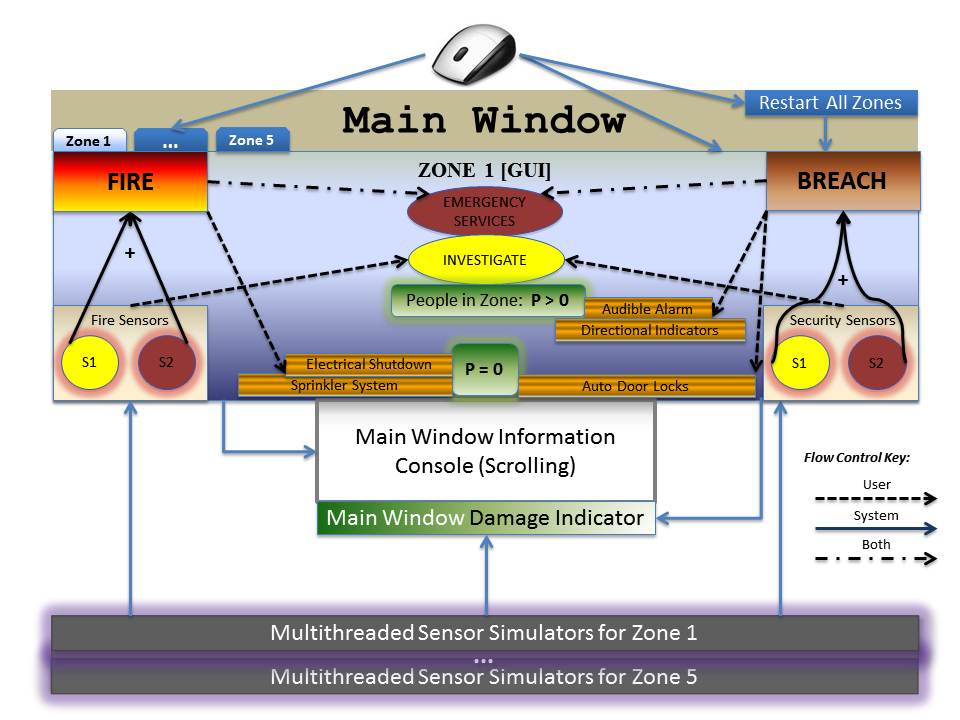 Main Window
Restart All Zones
Zone 1
...
Zone 5
FIRE
ZONE 1 [GUI]
BREACH
EMERGENCY
SERVICES
+
INVESTIGATE
+
People in Zone: P > 0
Audible Alarm
Directional Indicators
Fire Sensors
S1
S2
Security Sensors
S1
S2
Electrical Shutdown
Sprinkler System
P = 0
Auto Door Locks
Main Window Information
Console (Scrolling)
Main Window Damage Indicator
Flow Control Key:
User
System
Both
Multithreaded Sensor Simulators for Zone 1
...
Multithreaded Sensor Simulators for Zone 5